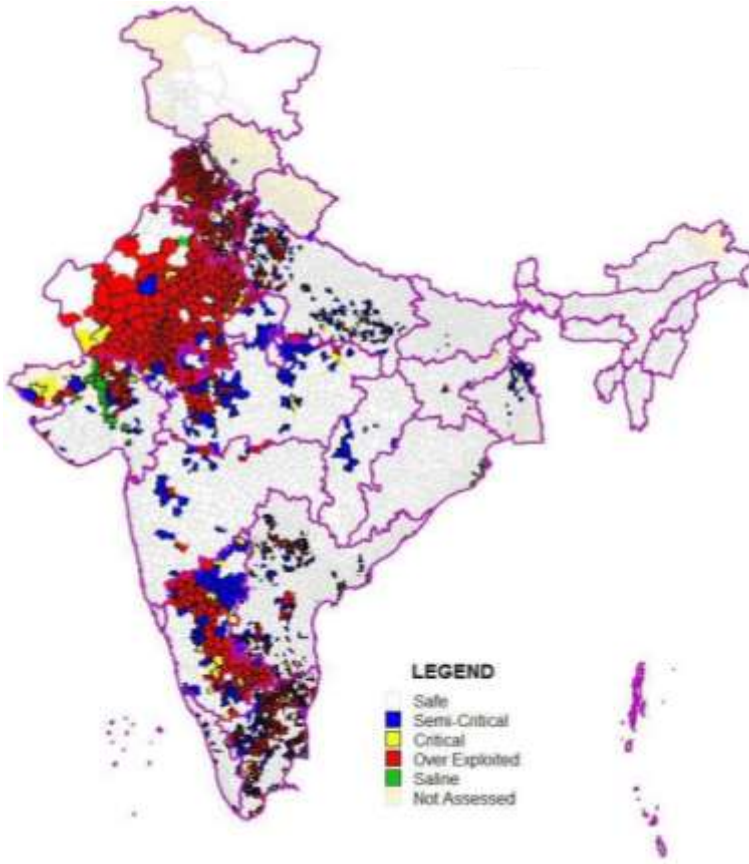 LEGEND
Safe
Semi-Critical
Critical
Over Exploited
Saline
Not Assessed